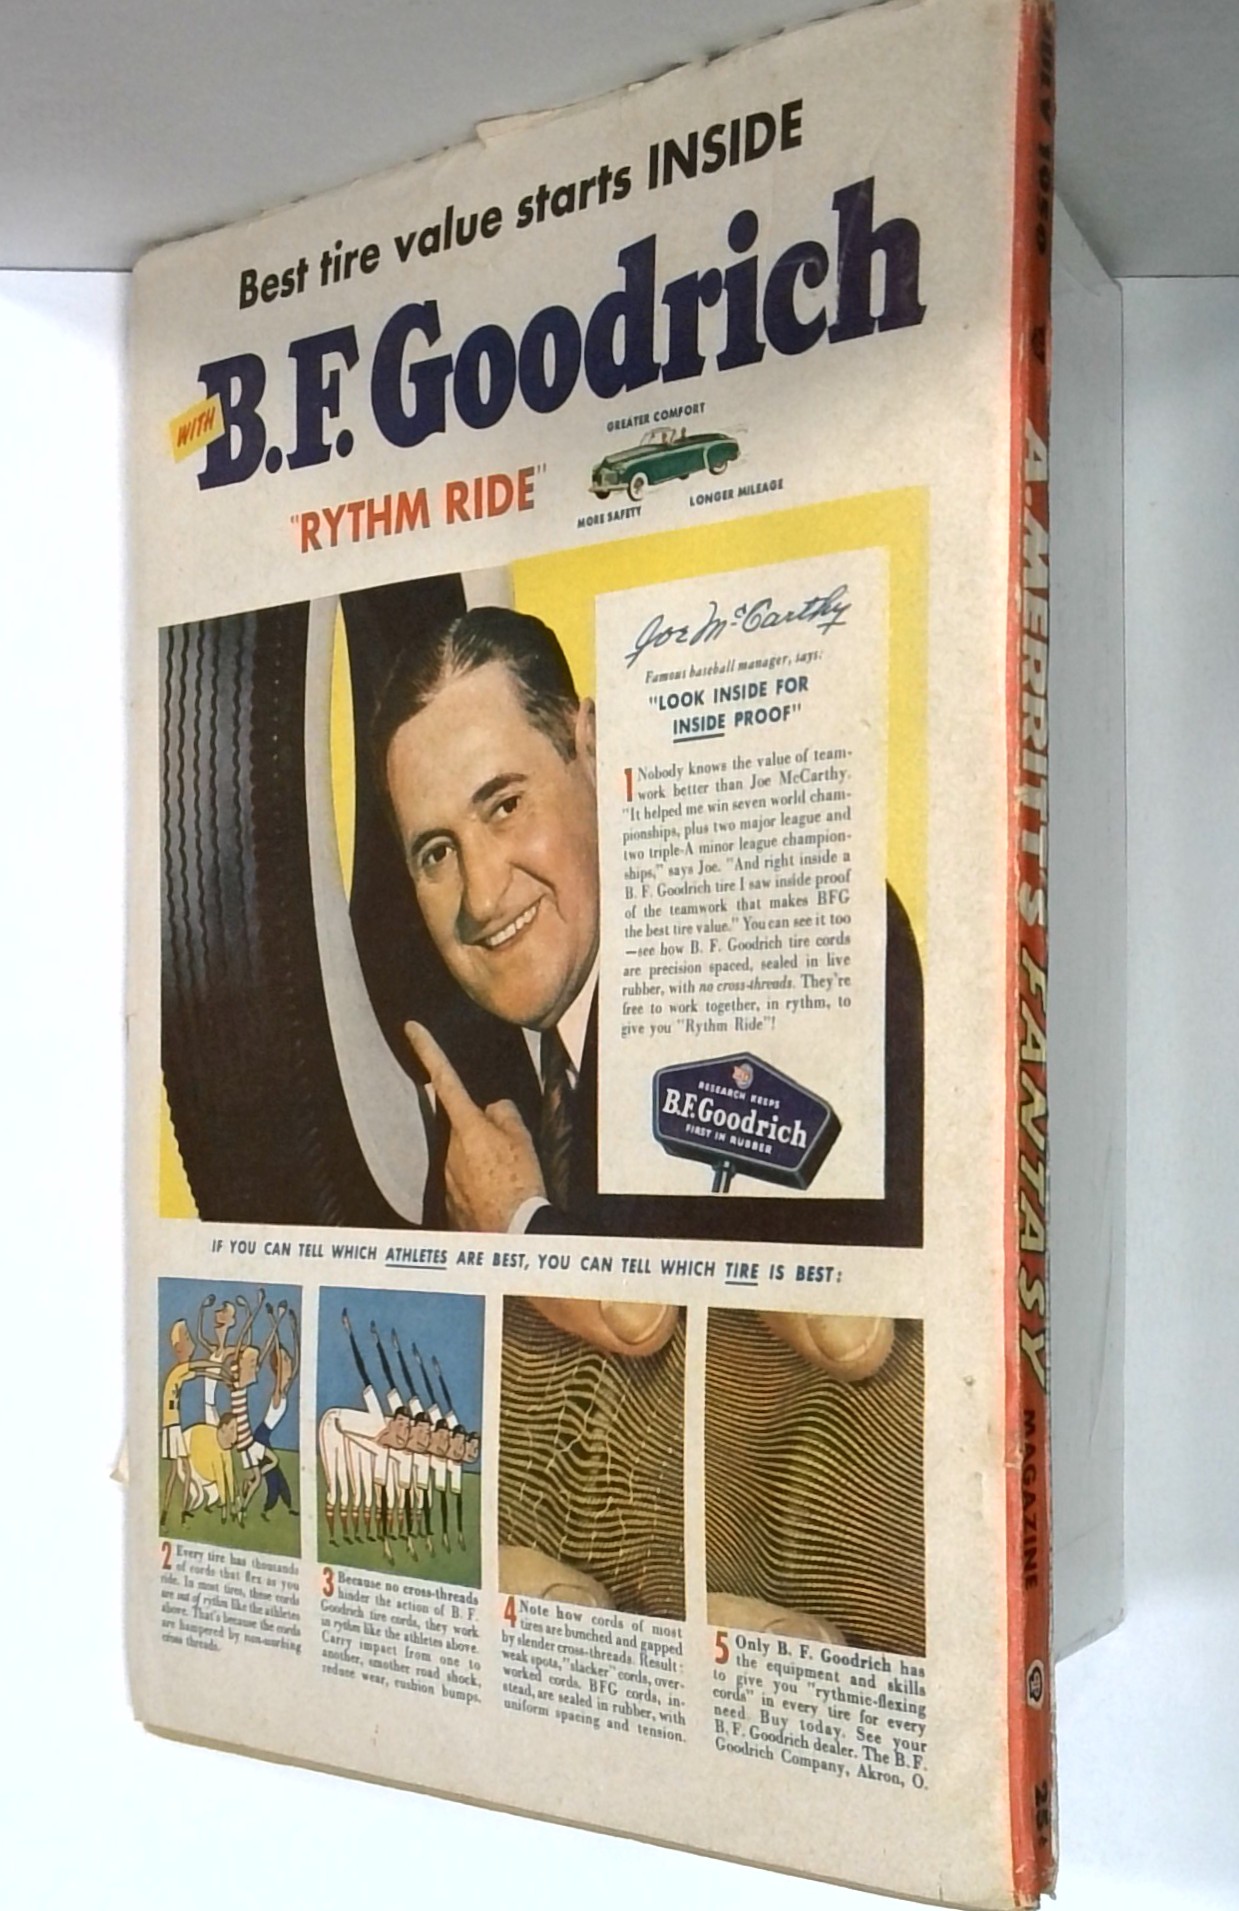 Best tire value starts INSIDE
WITH
B.F. Goodrich
"RYTHM RIDE"
GREATER COMFORT
MORE SAFETY
LONGER MILEAGE
Joe McCarthy
Famous baseball manager, says:
"LOOK INSIDE FOR
INSIDE PROOF"
1 Nobody knows the value of team-
work better than Joe McCarthy.
"It helped me win seven world cham-
pionships, plus two major league and
two triple-A minor league champion-
ships," says Joe. "And right inside a
B. F. Goodrich tire I saw inside proof
of the teamwork that makes BFG
the best tire value." You can see it too
—see how B. F. Goodrich tire cords
are precision spaced, sealed in live
rubber, with no cross-threads. They're
free to work together, in rythm, to
give you "Rythm Ride"!
RESEARCH KEEPS
B.F. Goodrich
FIRST IN RUBBER
IF YOU CAN TELL WHICH ATHLETES ARE BEST, YOU CAN TELL WHICH TIRE IS BEST:
2 Every tire has thousands
of cords that flex as you
ride. In most tires, these cords
are out of rythm like the athletes
above. That's because the cords
are hampered by non-working
cross threads.
3 Because no cross-threads
hinder the action of B. F.
Goodrich tire cords, they work
in rythm like the athletes above.
Carry impact from one to
another, smother road shock,
reduce wear, cushion bumps.
4 Note how cords of most
tires are bunched and gapped
by slender cross-threads. Result:
weak spots, "slacker" cords, over-
worked cords. BFG cords, in-
stead, are sealed in rubber, with
uniform spacing and tension.
5 Only B. F. Goodrich has
the equipment and skills
to give you "rythmic-flexing
cords" in every tire for every
need. Buy today. See your
B. F. Goodrich dealer. The B. F.
Goodrich Company, Akron, O.
JULY 1950
A. MERRITT'S FANTASY MAGAZINE
25¢